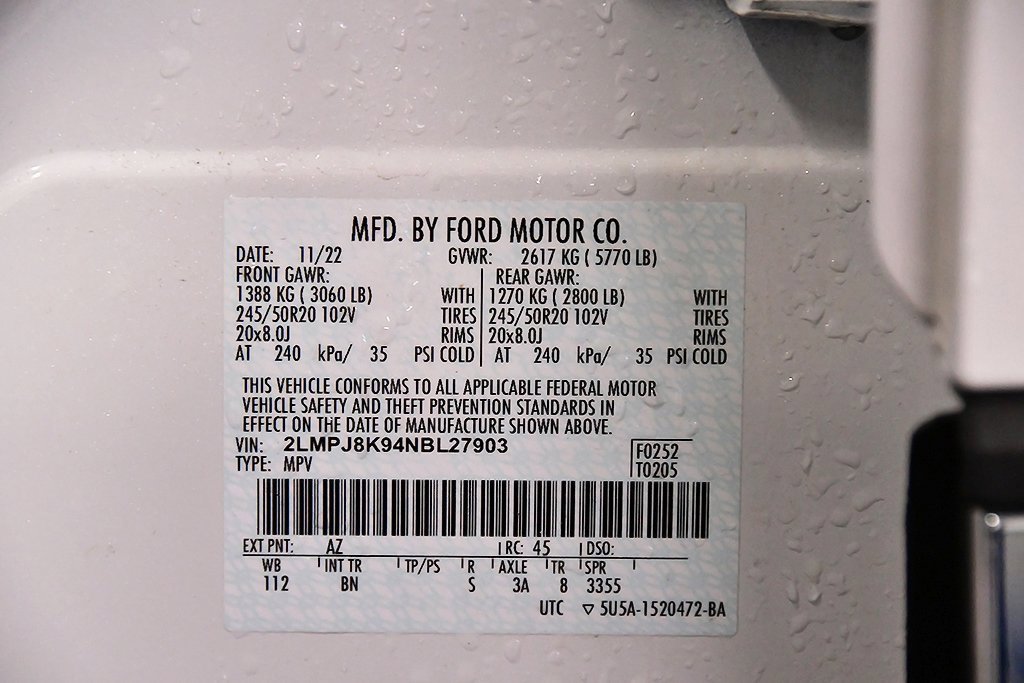 MFD. BY FORD MOTOR CO.
DATE: 11/22 GVWR: 2617 KG ( 5770 LB)
FRONT GAWR: REAR GAWR:
1388 KG ( 3060 LB) WITH 1270 KG ( 2800 LB) WITH
245/50R20 102V TIRES 245/50R20 102V TIRES
20x8.0J RIMS 20x8.0J RIMS
AT 240 kPa/ 35 PSI COLD AT 240 kPa/ 35 PSI COLD
THIS VEHICLE CONFORMS TO ALL APPLICABLE FEDERAL MOTOR
VEHICLE SAFETY AND THEFT PREVENTION STANDARDS IN
EFFECT ON THE DATE OF MANUFACTURE SHOWN ABOVE.
VIN: 2LMPJ8K94NBL27903 F0252
TYPE: MPV T0205
EXT PNT: AZ RC: 45 DSO:
WB INT TR TP/PS R AXLE TR SPR
112 BN S 3A 8 3355
UTC ▽ 5U5A-1520472-BA